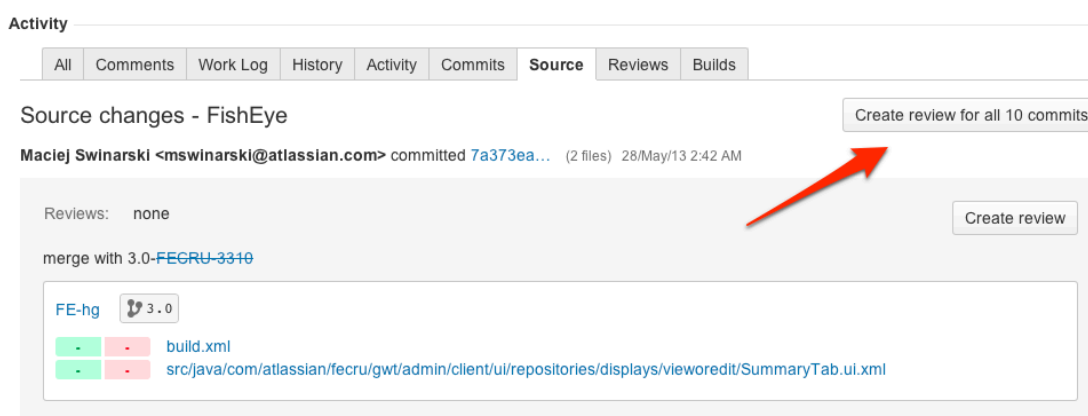 Activity
All Comments Work Log History Activity Commits Source Reviews Builds
Source changes - FishEye
Create review for all 10 commits
Maciej Swinarski <mswinarski@atlassian.com> committed 7a373ea... (2 files) 28/May/13 2:42 AM
Reviews: none
Create review
merge with 3.0-FECRU-3310
FE-hg 3.0
- - build.xml
- - src/java/com/atlassian/fecru/gwt/admin/client/ui/repositories/displays/vieworedit/SummaryTab.ui.xml